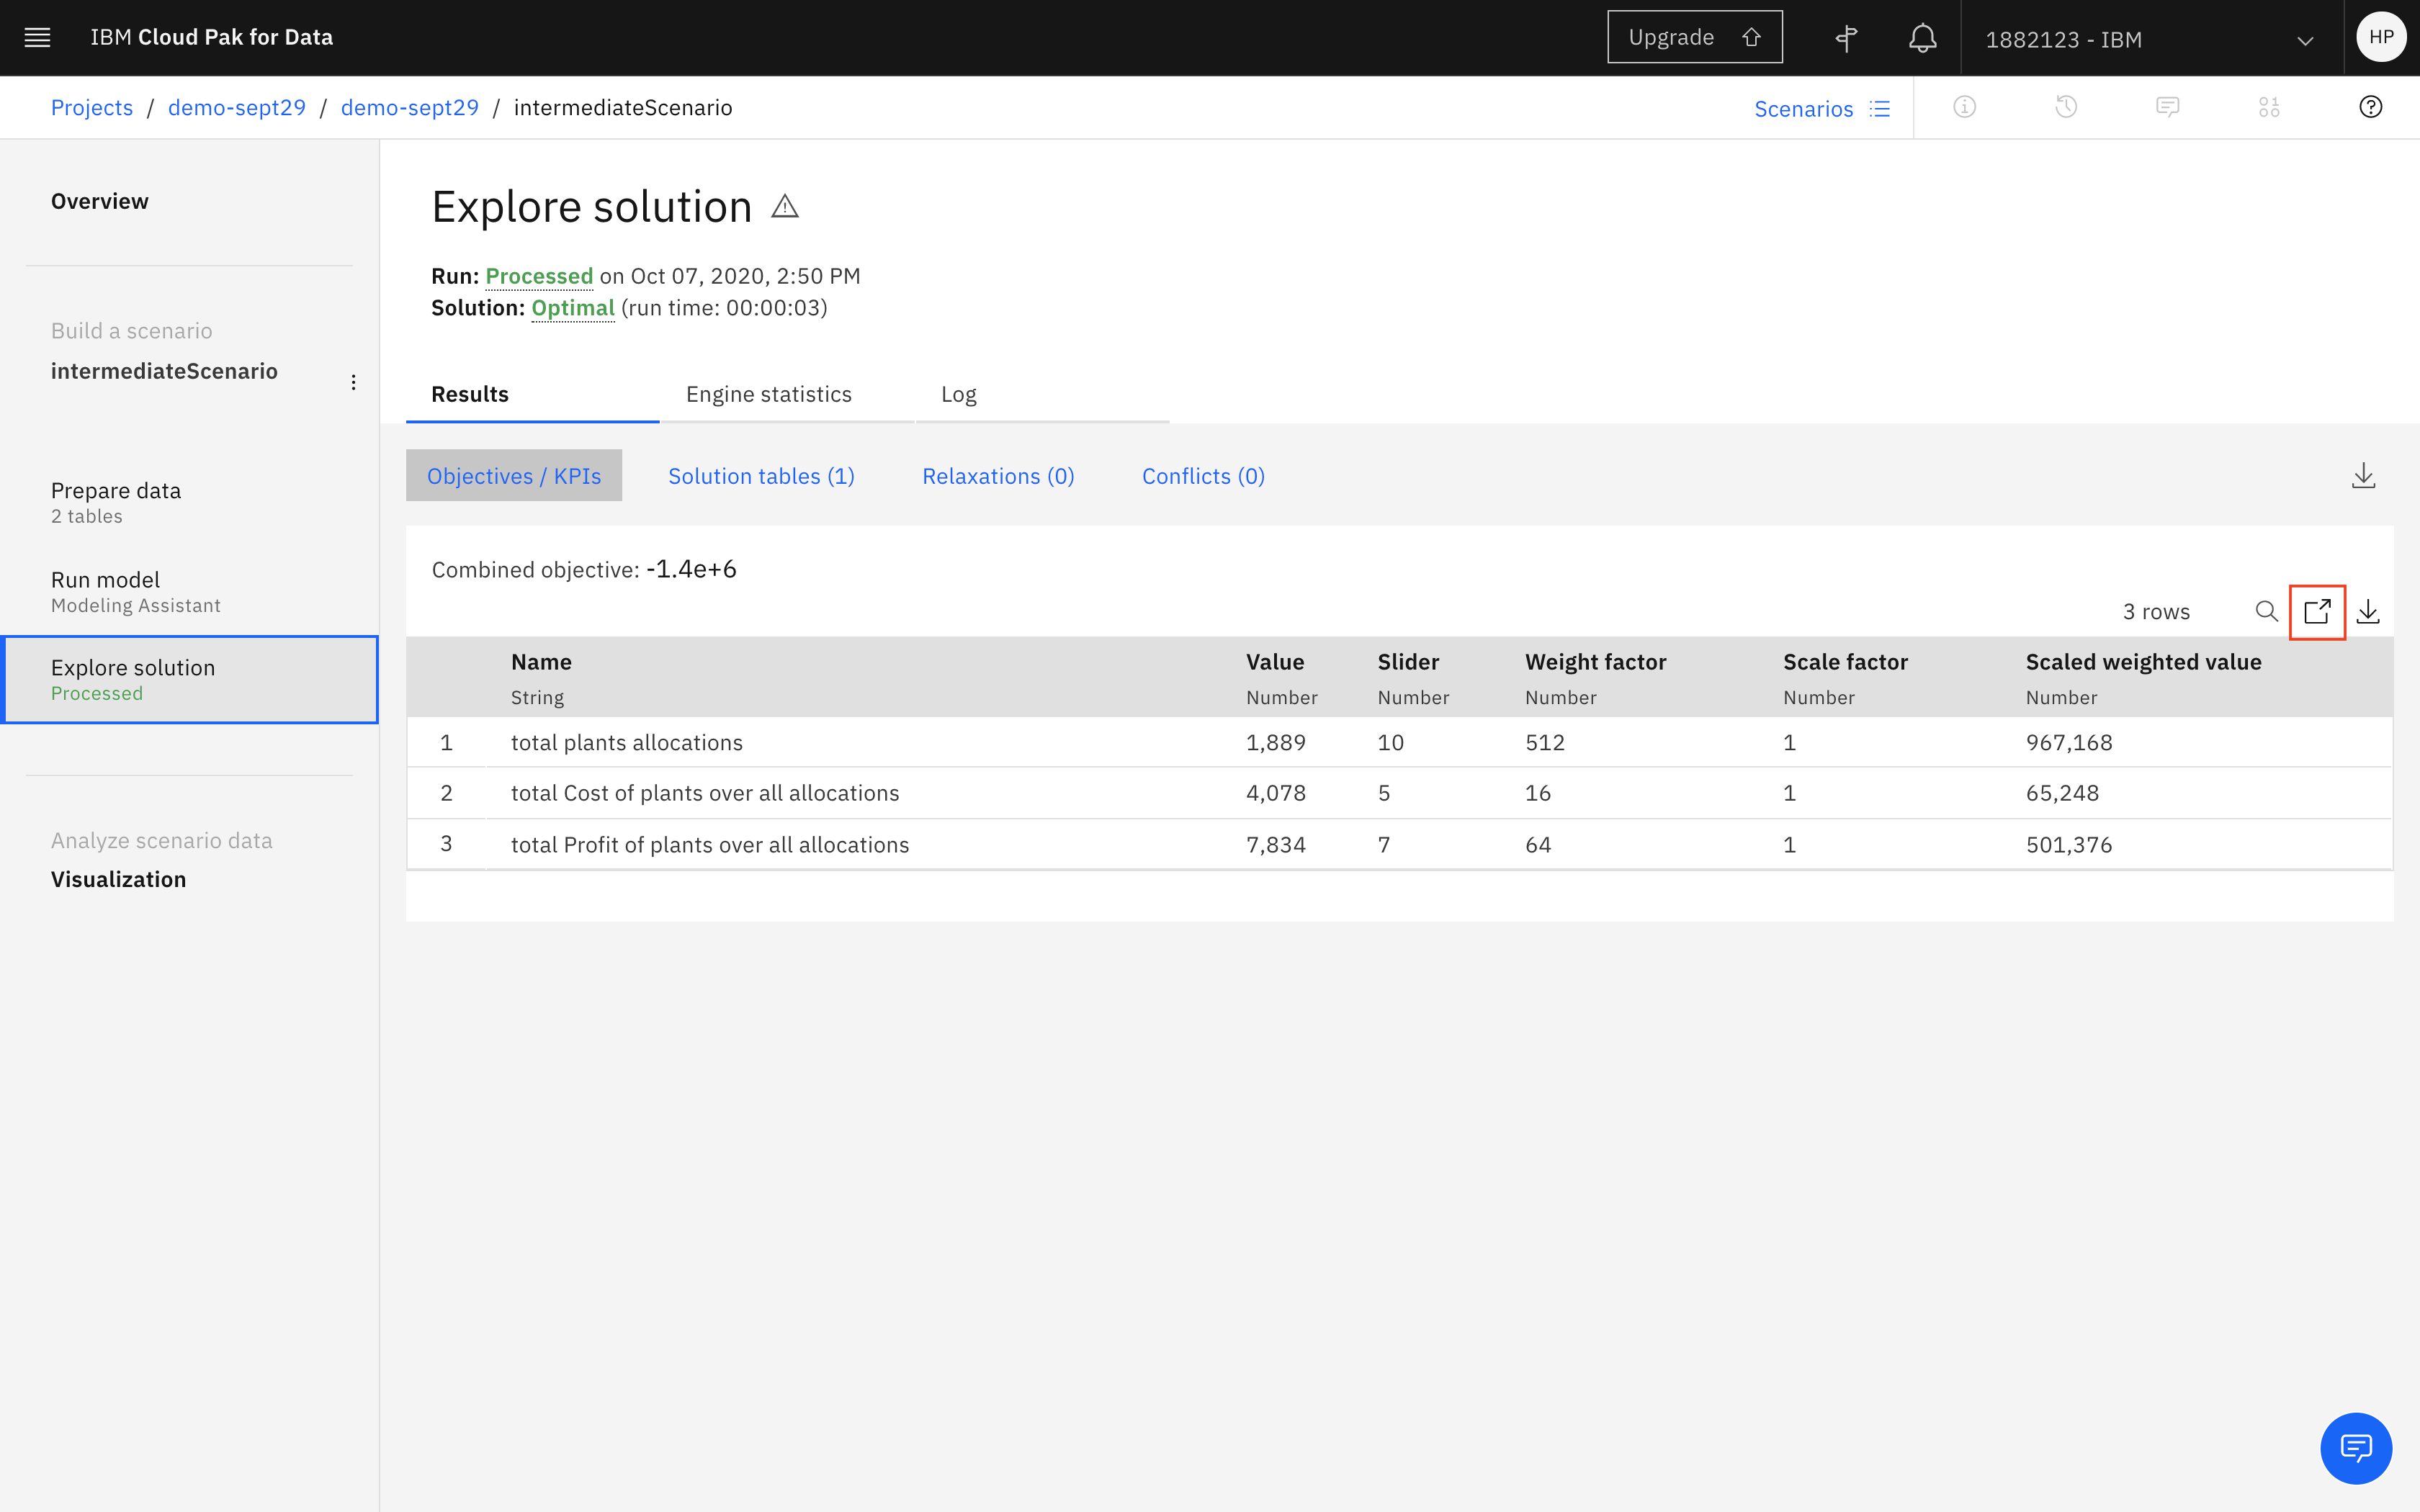 IBM Cloud Pak for Data
Upgrade
1882123 - IBM
HP
Projects / demo-sept29 / demo-sept29 / intermediateScenario
Scenarios
Overview
Build a scenario
intermediateScenario
Prepare data
2 tables
Run model
Modeling Assistant
Explore solution
Processed
Analyze scenario data
Visualization
Explore solution
Run: Processed on Oct 07, 2020, 2:50 PM
Solution: Optimal (run time: 00:00:03)
Results Engine statistics Log
Objectives / KPIs Solution tables (1) Relaxations (0) Conflicts (0)
Combined objective: -1.4e+6
3 rows
Name Value Slider Weight factor Scale factor Scaled weighted value
String Number Number Number Number Number
1 total plants allocations 1,889 10 512 1 967,168
2 total Cost of plants over all allocations 4,078 5 16 1 65,248
3 total Profit of plants over all allocations 7,834 7 64 1 501,376